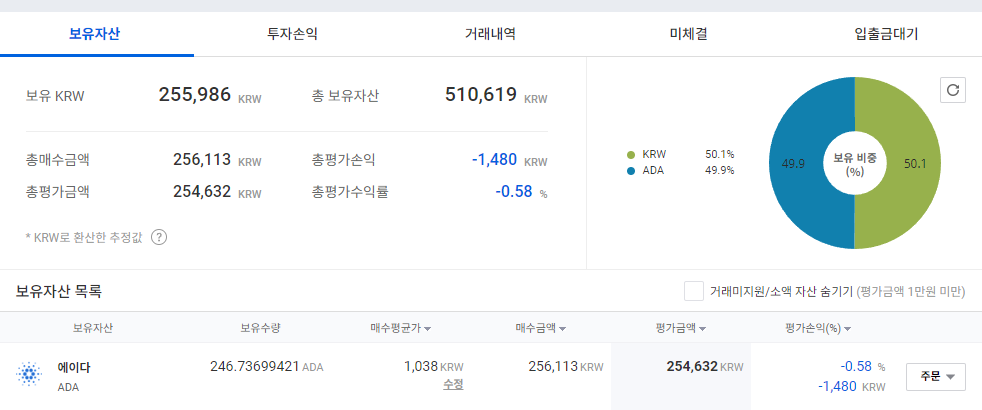 보유자산 투자손익 거래내역 미체결 입출금대기
보유 KRW 255,986 KRW 총 보유자산 510,619 KRW
총매수금액 256,113 KRW 총평가손익 -1,480 KRW
총평가금액 254,632 KRW 총평가수익률 -0.58 %
* KRW로 환산한 추정값 ?
KRW 50.1%
ADA 49.9%
49.9 보유 비중 50.1
(%)
보유자산 목록 거래미지원/소액 자산 숨기기 (평가금액 1만원 미만)
보유자산 보유수량 매수평균가 매수금액 평가금액 평가손익(%)
에이다 246.73699421 ADA 1,038 KRW 256,113 KRW 254,632 KRW -0.58 % 주문
ADA 수정 -1,480 KRW